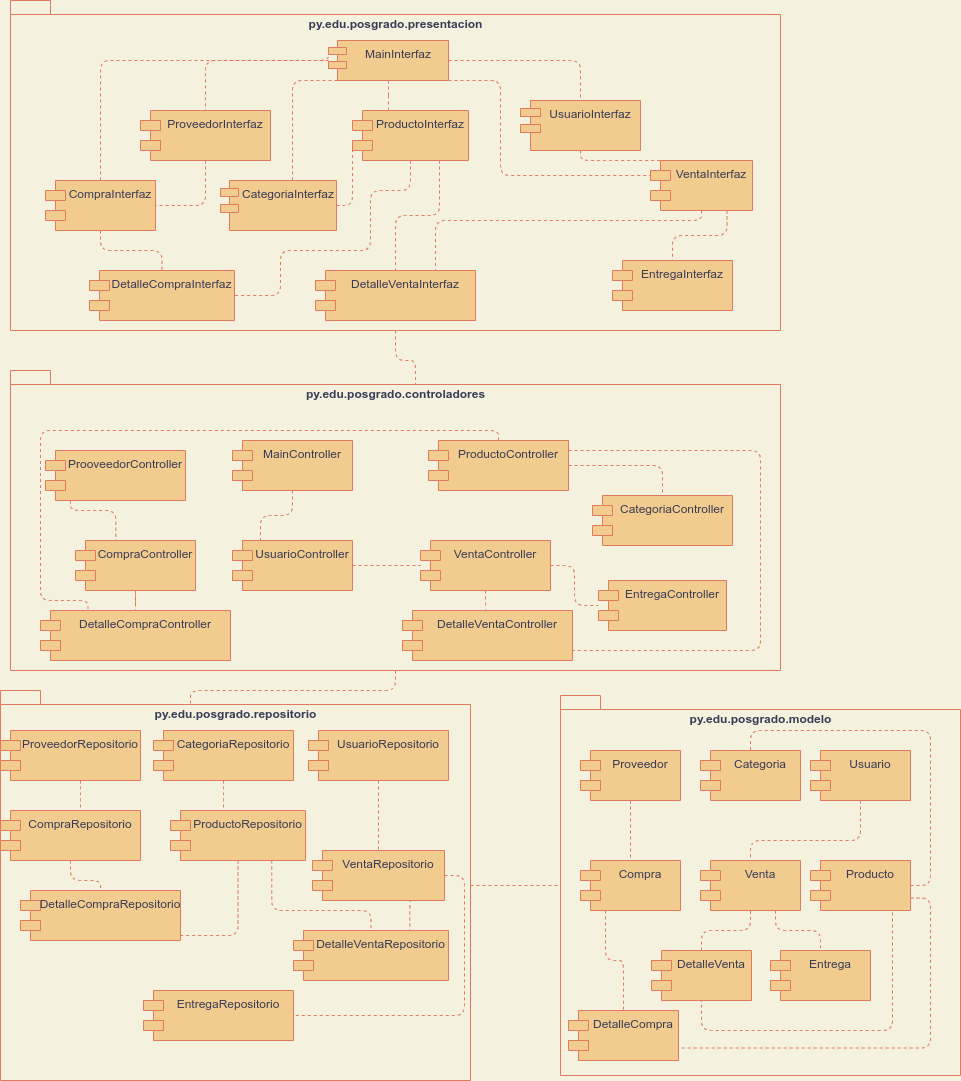 py.edu.posgrado.presentacion
MainInterfaz
ProveedorInterfaz
ProductoInterfaz
UsuarioInterfaz
CompraInterfaz
CategoriaInterfaz
VentaInterfaz
DetalleCompraInterfaz
DetalleVentaInterfaz
EntregaInterfaz
py.edu.posgrado.controladores
ProoveedorController
MainController
ProductoController
CategoriaController
CompraController
UsuarioController
VentaController
EntregaController
DetalleCompraController
DetalleVentaController
py.edu.posgrado.repositorio
ProveedorRepositorio
CategoriaRepositorio
UsuarioRepositorio
CompraRepositorio
ProductoRepositorio
VentaRepositorio
DetalleCompraRepositorio
DetalleVentaRepositorio
EntregaRepositorio
py.edu.posgrado.modelo
Proveedor
Categoria
Usuario
Compra
Venta
Producto
DetalleVenta
Entrega
DetalleCompra